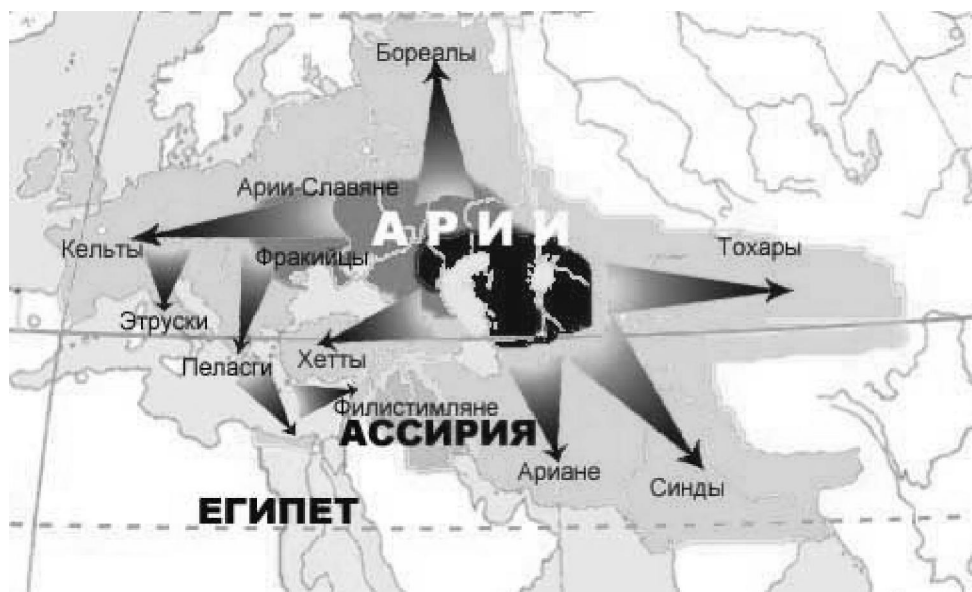 Бореалы
Арии-Славяне
АРИИ
Кельты
Фракийцы
Тохары
Этруски
Пеласги
Хетты
Филистимляне
АССИРИЯ
Ариане
Синды
ЕГИПЕТ